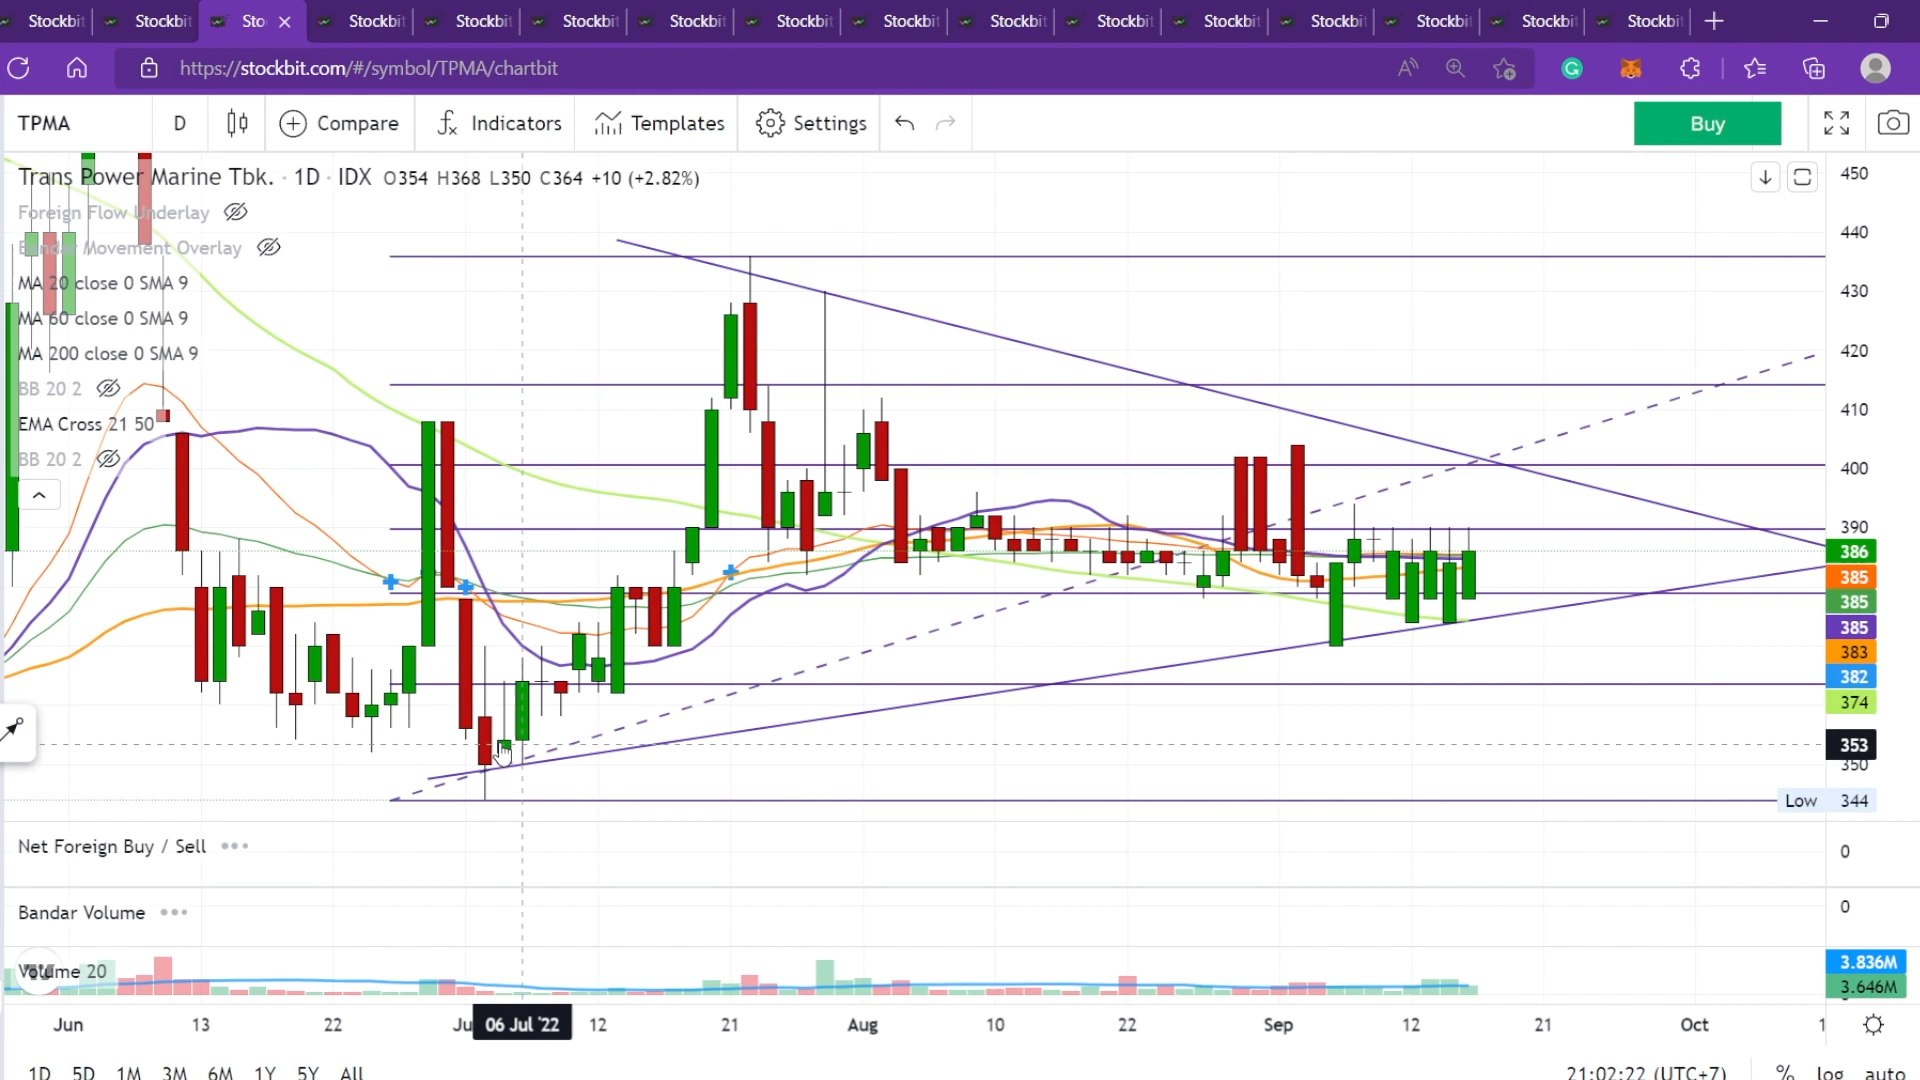 Stockbit Stockbit Sto Stockbit Stockbit Stockbit Stockbit Stockbit Stockbit Stockbit Stockbit Stockbit Stockbit Stockbit Stockbit Stockbit
https://stockbit.com/#/symbol/TPMA/chartbit
TPMA D Compare Indicators Templates Settings Buy
Trans Power Marine Tbk. · 1D · IDX O354 H368 L350 C364 +10 (+2.82%)
Foreign Flow Underlay
Bandar Movement Overlay
MA 20 close 0 SMA 9
MA 60 close 0 SMA 9
MA 200 close 0 SMA 9
BB 20 2
EMA Cross 21 50
BB 20 2
450
440
430
420
410
400
390
386
385
385
385
383
382
374
353
350
Low 344
Net Foreign Buy / Sell 0
Bandar Volume 0
Volume 20
3.836M
3.646M
Jun 13 22 Ju 06 Jul '22 12 21 Aug 10 22 Sep 12 21 Oct 1
1D 5D 1M 3M 6M 1Y 5Y All 21:02:22 (UTC+7) % log auto